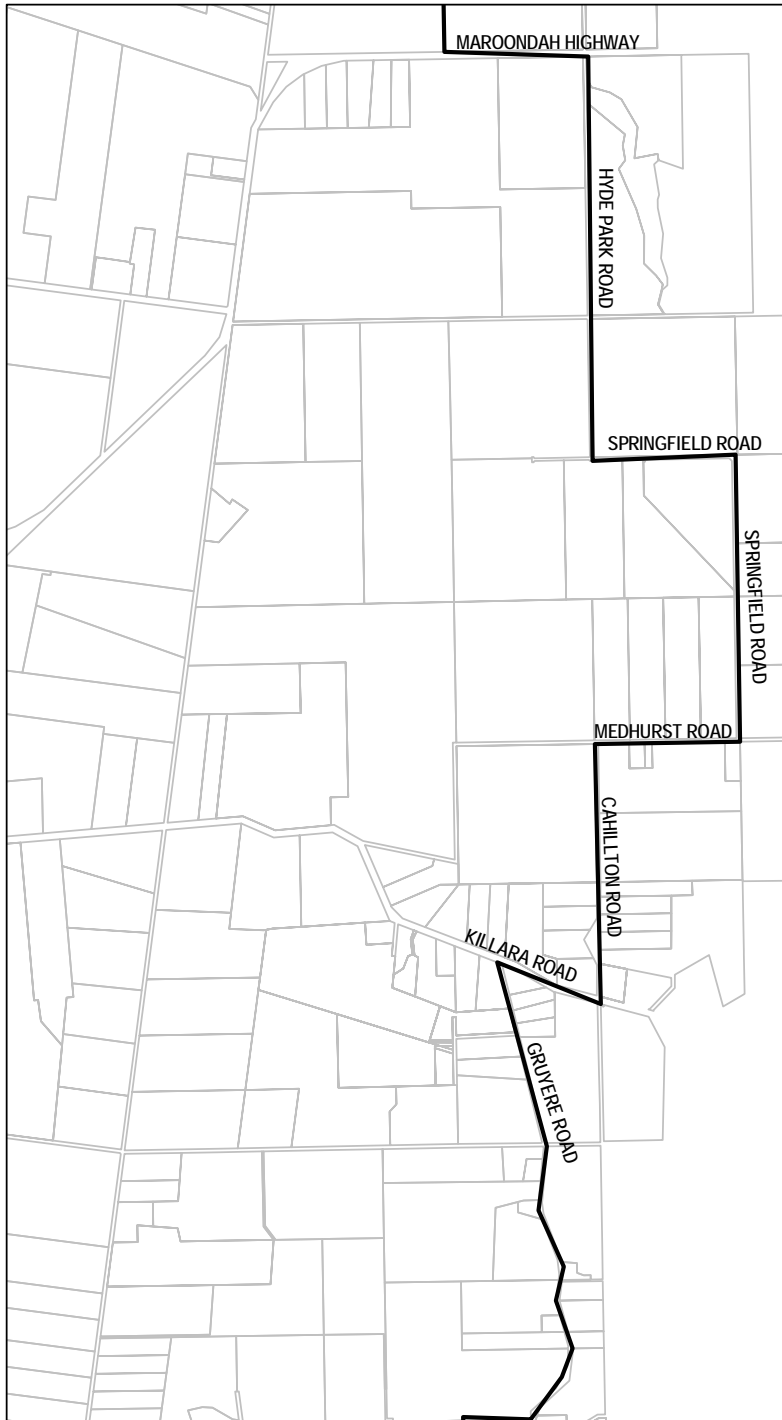 MAROONDAH HIGHWAY
HYDE PARK ROAD
SPRINGFIELD ROAD
SPRINGFIELD ROAD
MEDHURST ROAD
CAHILLTON ROAD
KILLARA ROAD
GRUYERE ROAD